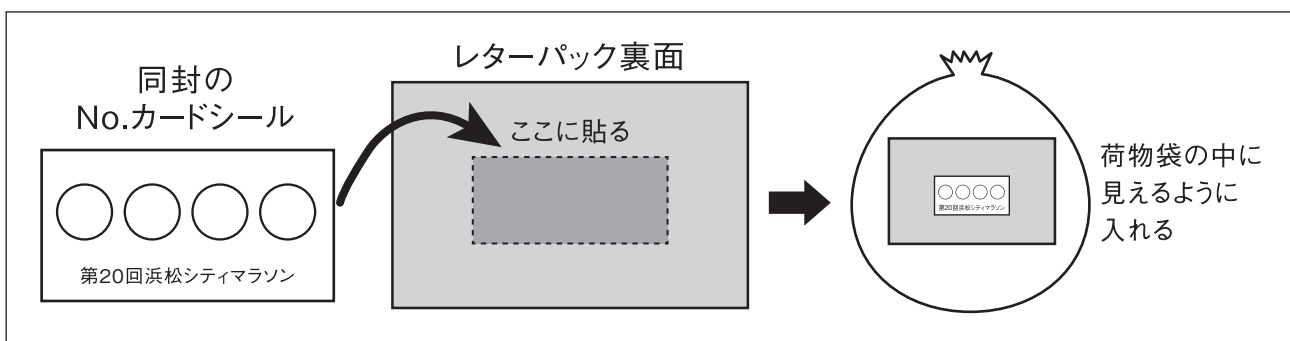 同封の
No.カードシール
〇〇〇〇
第20回浜松シティマラソン
レターパック裏面
ここに貼る
〇〇〇〇
第20回浜松シティマラソン
荷物袋の中に
見えるように
入れる